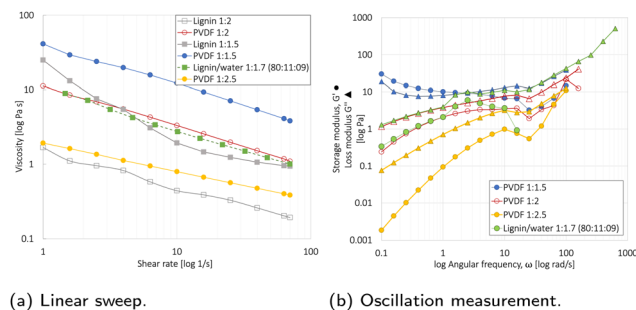 Viscosity [log Pa s]
100
10
1
0.1
1
10
100
Shear rate [log 1/s]
Lignin 1:2
PVDF 1:2
Lignin 1:1.5
PVDF 1:1.5
Lignin/water 1:1.7 (80:11:09)
PVDF 1:2.5
(a) Linear sweep.
Storage modulus, G'●
Loss modulus G''▲
[log Pa]
1000
100
10
1
0.1
0.01
0.001
0.1
1
10
100
1000
log Angular frequency, ω [log rad/s]
PVDF 1:1.5
PVDF 1:2
PVDF 1:2.5
Lignin/water 1:1.7 (80:11:09)
(b) Oscillation measurement.